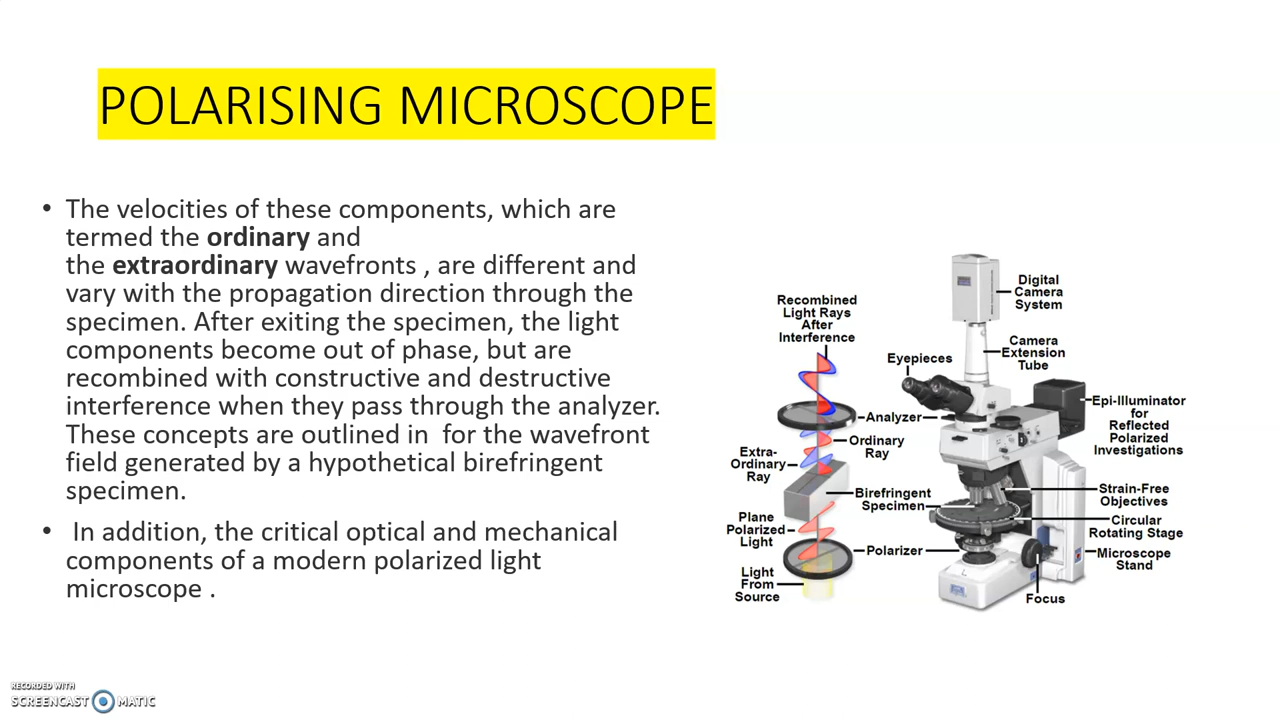 POLARISING MICROSCOPE
• The velocities of these components, which are
termed the ordinary and
the extraordinary wavefronts , are different and
vary with the propagation direction through the
specimen. After exiting the specimen, the light
components become out of phase, but are
recombined with constructive and destructive
interference when they pass through the analyzer.
These concepts are outlined in  for the wavefront
field generated by a hypothetical birefringent
specimen.
• In addition, the critical optical and mechanical
components of a modern polarized light
microscope .
Recombined
Light Rays
After
Interference
Extra-
Ordinary
Ray
Plane
Polarized
Light
Light
From
Source
Eyepieces
Analyzer
Ordinary
Ray
Birefringent
Specimen
Polarizer
Digital
Camera
System
Camera
Extension
Tube
Epi-Illuminator
for
Reflected
Polarized
Investigations
Strain-Free
Objectives
Circular
Rotating Stage
Microscope
Stand
Focus
RECORDED WITH
SCREENCAST MATIC